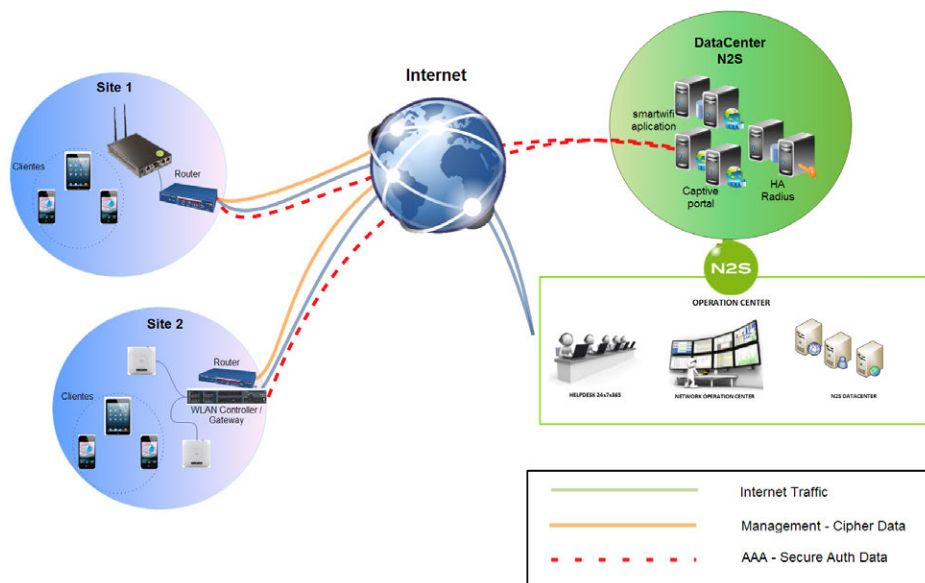 Site 1
Clientes
Router
Internet
DataCenter
N2S
smartwifi
aplication
Captive
portal
HA
Radius
N2S
OPERATION CENTER
HELPDESK 24x7x365
NETWORK OPERATION CENTER
N2S DATACENTER
Site 2
Router
Clientes
WLAN Controller /
Gateway
Internet Traffic
Management - Cipher Data
AAA - Secure Auth Data